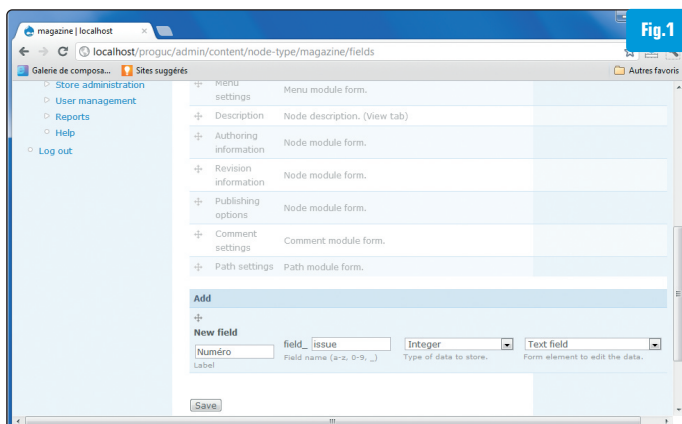 Fig.1
magazine | localhost
localhost/proguc/admin/content/node-type/magazine/fields
Galerie de composa... Sites suggérés Autres favoris
Store administration
User management
Reports
Help
Log out
Menu settings Menu module form.
Description Node description. (View tab)
Authoring information Node module form.
Revision information Node module form.
Publishing options Node module form.
Comment settings Comment module form.
Path settings Path module form.
Add
New field
Numéro field_ issue Integer Text field
Label Field name (a-z, 0-9, _) Type of data to store. Form element to edit the data.
Save